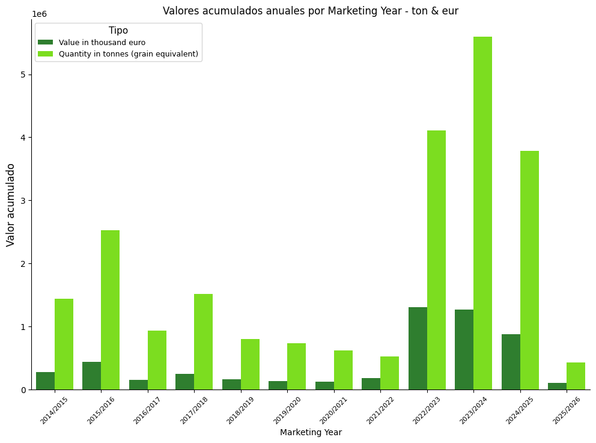 Valores acumulados anuales por Marketing Year - ton & eur
1e6
Tipo
Value in thousand euro
Quantity in tonnes (grain equivalent)
Valor acumulado
5
4
3
2
1
0
2014/2015
2015/2016
2016/2017
2017/2018
2018/2019
2019/2020
2020/2021
2021/2022
2022/2023
2023/2024
2024/2025
2025/2026
Marketing Year